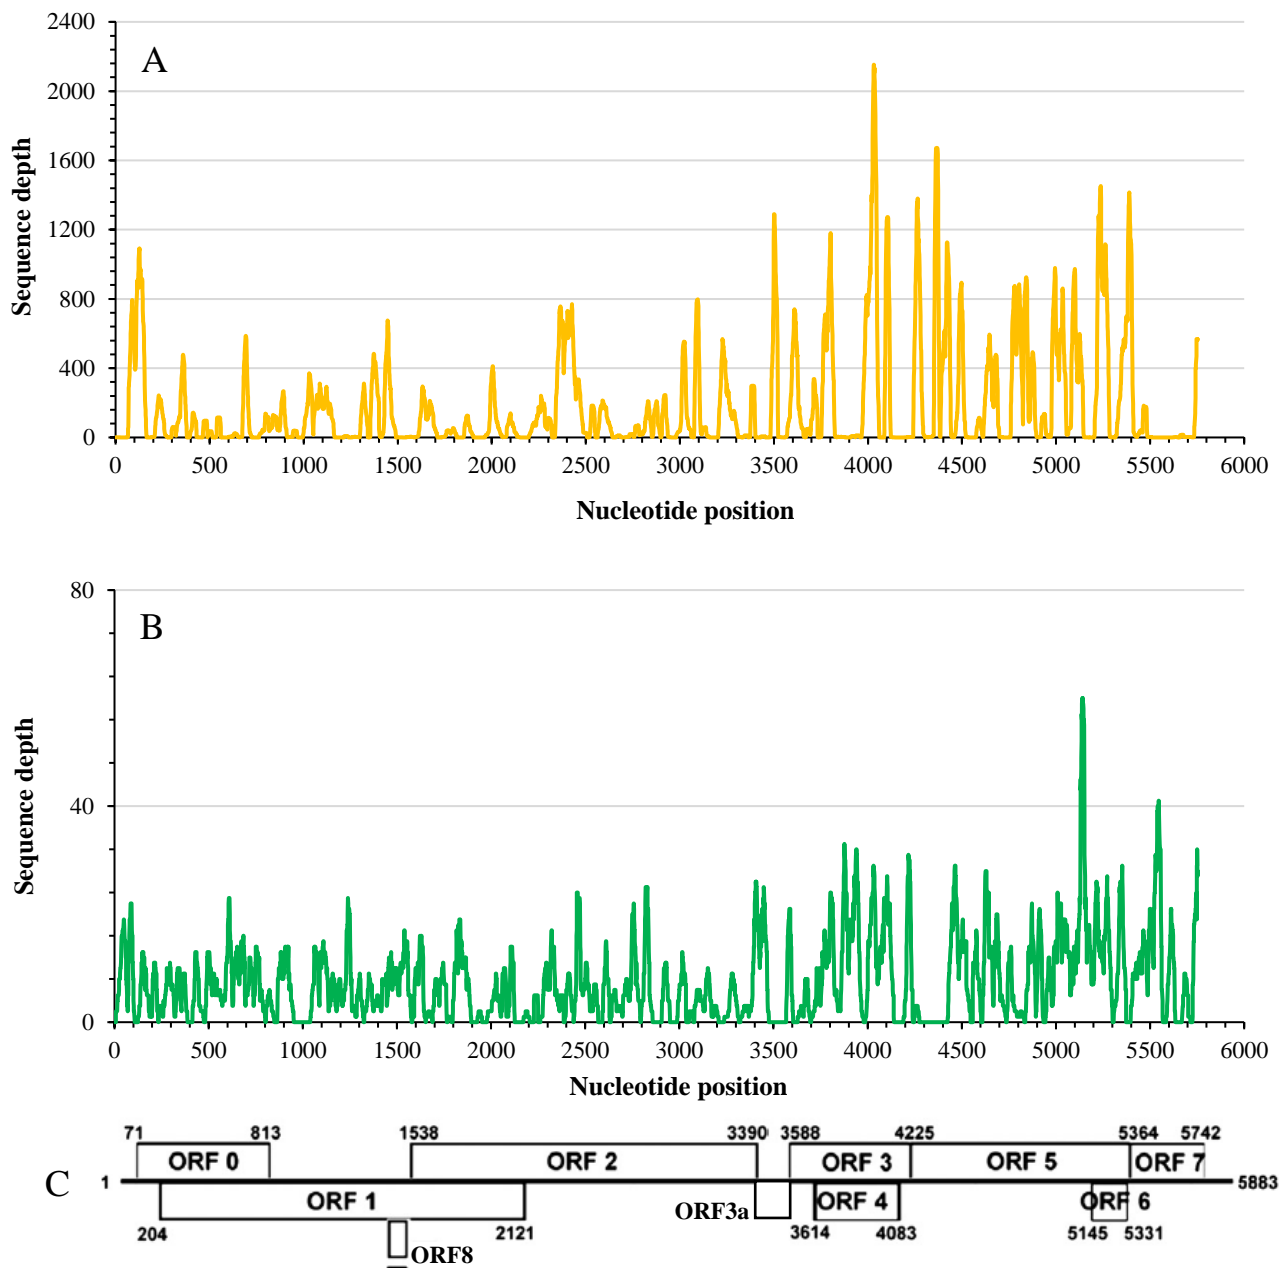 2400
2000
1600
1200
800
400
0
A
Sequence depth
0 500 1000 1500 2000 2500 3000 3500 4000 4500 5000 5500 6000
Nucleotide position
80
40
0
B
Sequence depth
0 500 1000 1500 2000 2500 3000 3500 4000 4500 5000 5500 6000
Nucleotide position
71 813 1538 3390 3588 4225 5364 5742
ORF 0 ORF 2 ORF 3 ORF 5 ORF 7
C 1 5883
ORF 1 ORF3a ORF 4 ORF 6
204 2121 3614 4083 5145 5331
ORF8